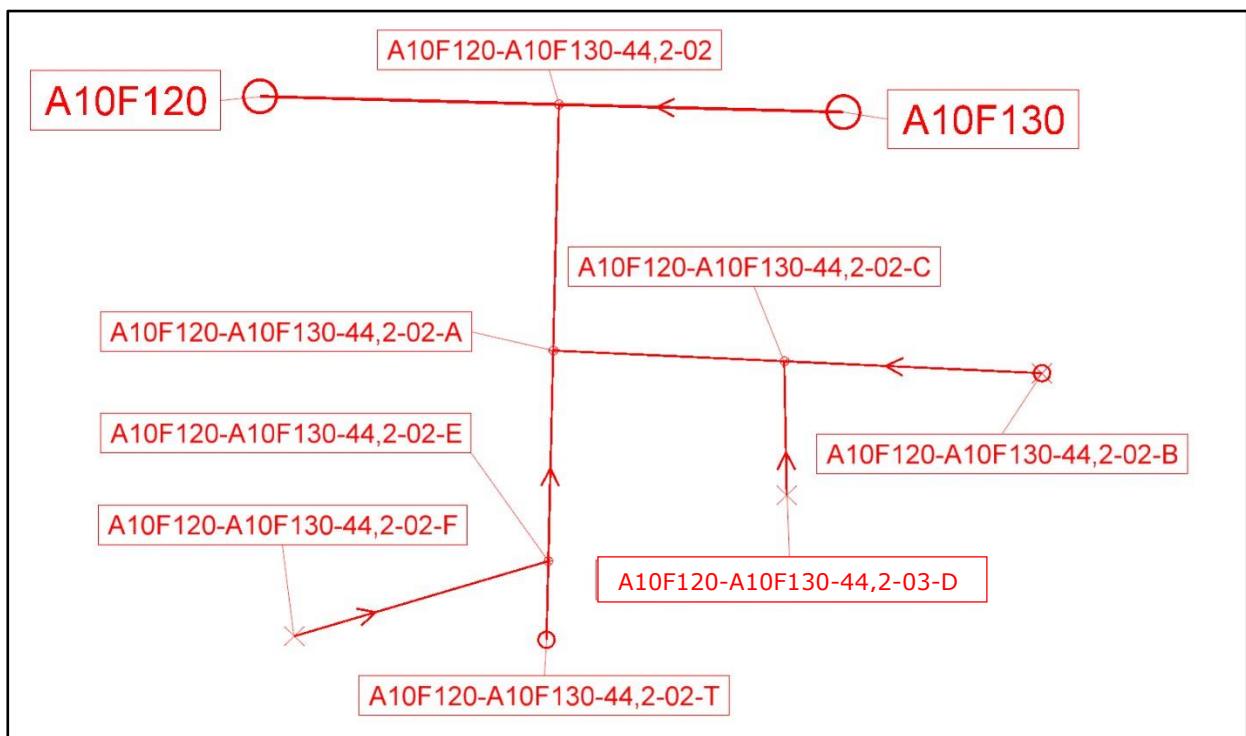 A10F120-A10F130-44,2-02
A10F120
A10F130
A10F120-A10F130-44,2-02-C
A10F120-A10F130-44,2-02-A
A10F120-A10F130-44,2-02-E
A10F120-A10F130-44,2-02-B
A10F120-A10F130-44,2-02-F
A10F120-A10F130-44,2-03-D
A10F120-A10F130-44,2-02-T